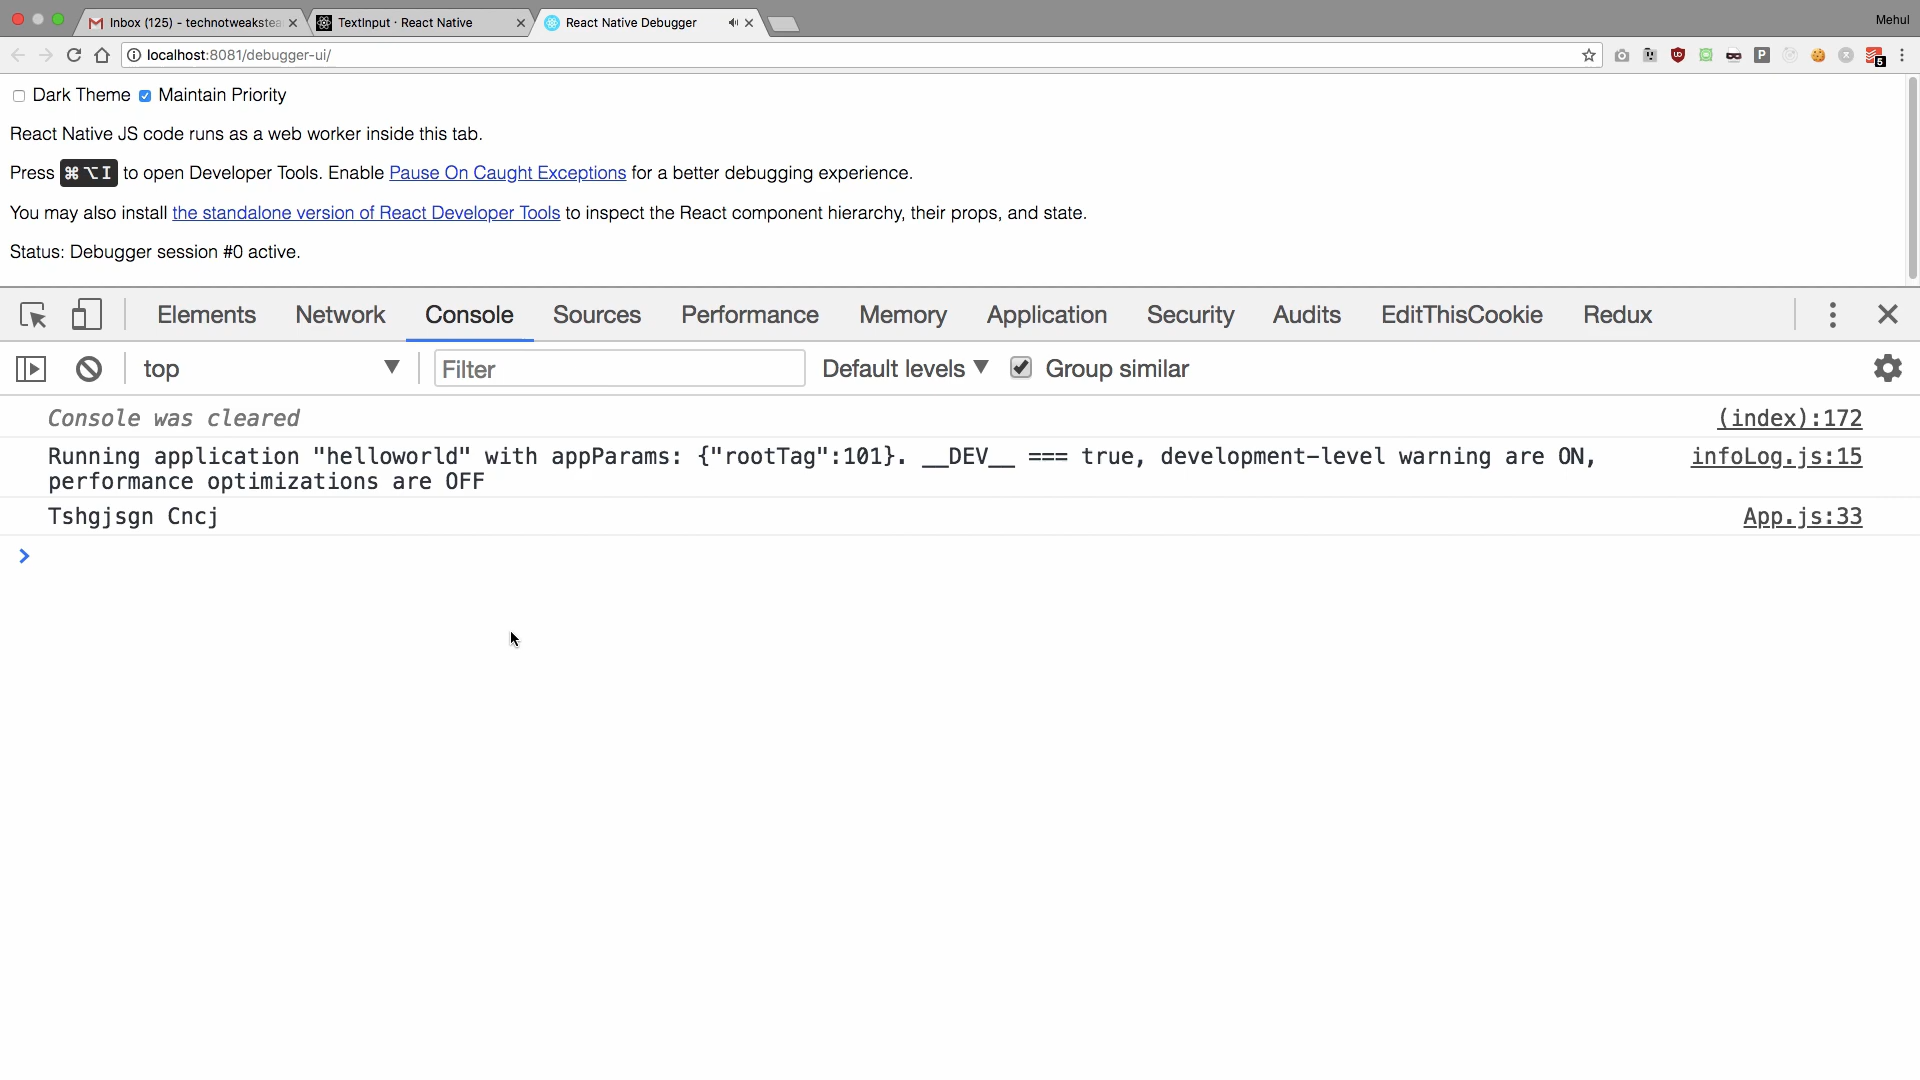 Inbox (125) - technotweakstea
TextInput · React Native
React Native Debugger
Mehul
localhost:8081/debugger-ui/
5
Dark Theme Maintain Priority
React Native JS code runs as a web worker inside this tab.
Press ⌘⌥I to open Developer Tools. Enable Pause On Caught Exceptions for a better debugging experience.
You may also install the standalone version of React Developer Tools to inspect the React component hierarchy, their props, and state.
Status: Debugger session #0 active.
Elements Network Console Sources Performance Memory Application Security Audits EditThisCookie Redux
top Filter Default levels Group similar
Console was cleared (index):172
Running application "helloworld" with appParams: {"rootTag":101}. __DEV__ === true, development-level warning are ON, infoLog.js:15
performance optimizations are OFF
Tshgjsgn Cncj App.js:33